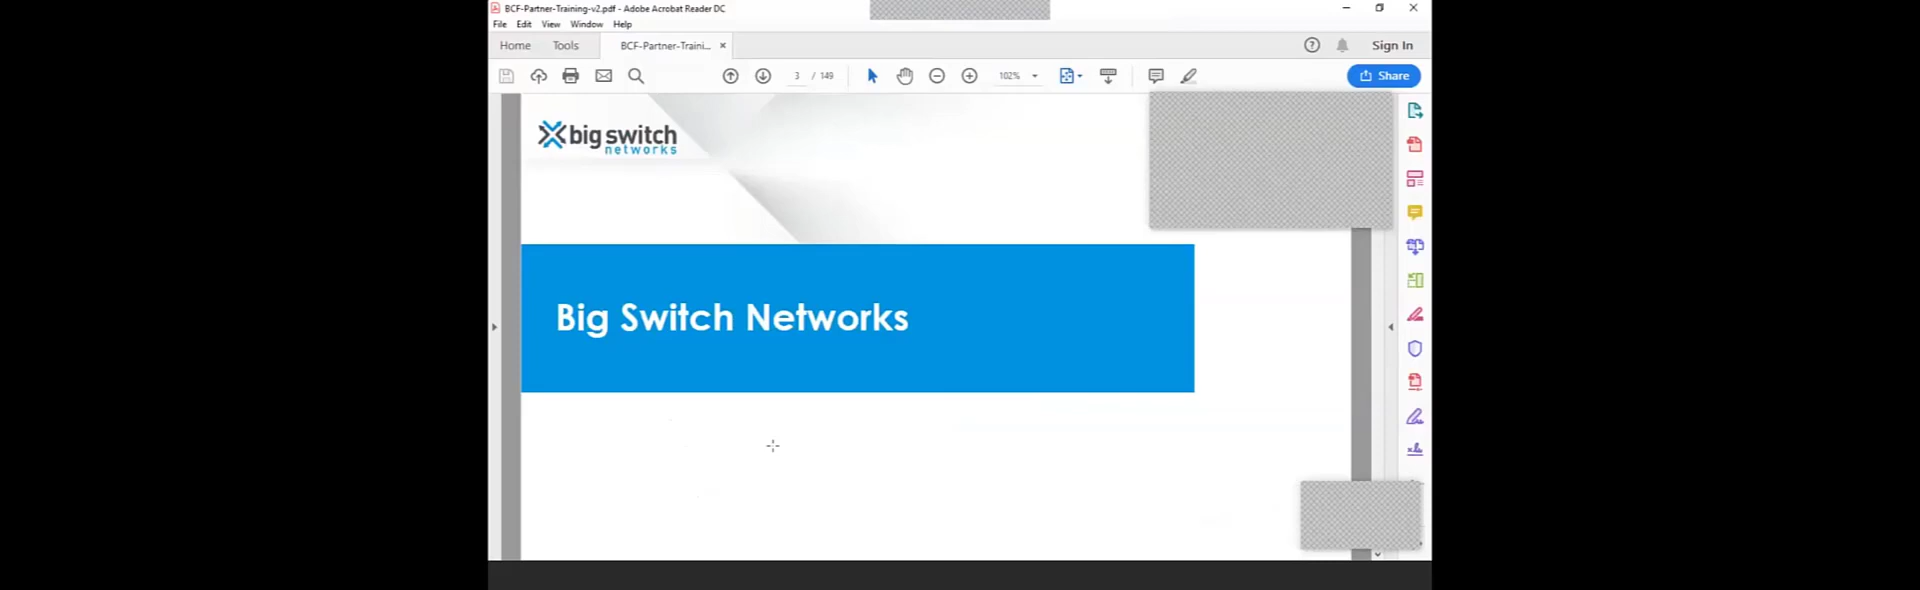 BCF-Partner-Training-v2.pdf - Adobe Acrobat Reader DC
File Edit View Window Help
Home Tools BCF-Partner-Traini... × Sign In
3 / 149 102% Share
big switch
networks
Big Switch Networks